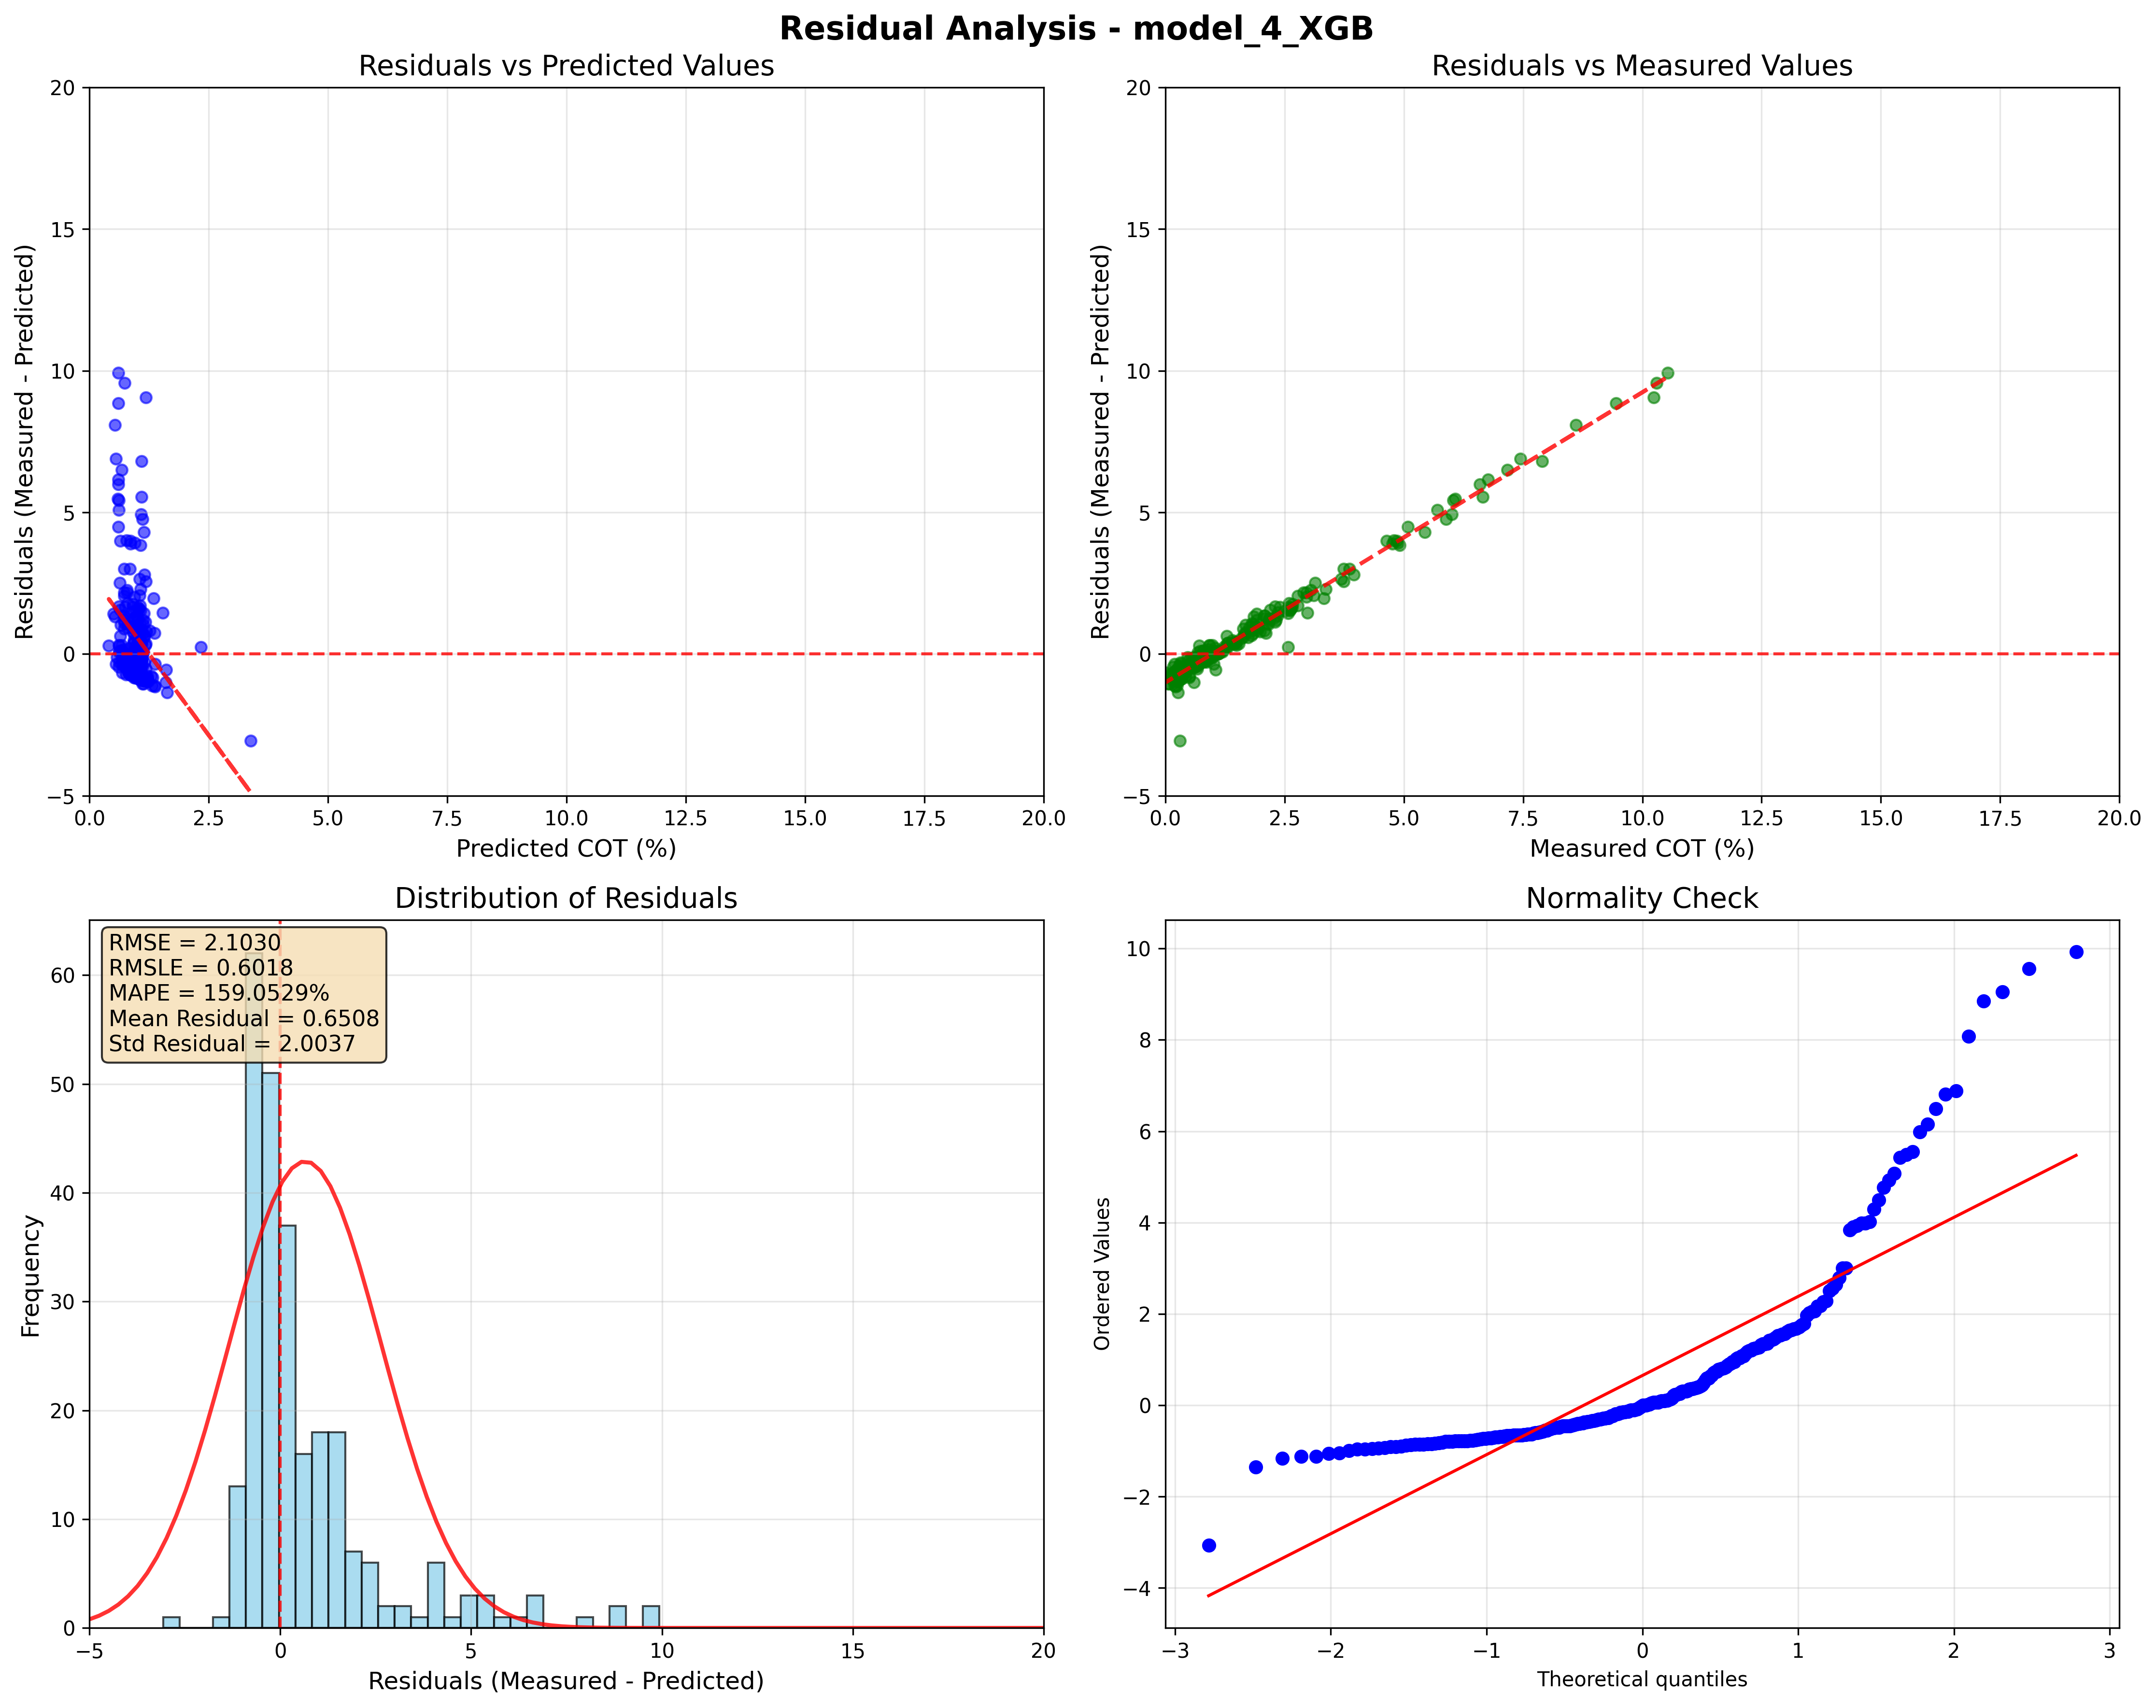 Residual Analysis - model_4_XGB
Residuals vs Predicted Values
20
15
10
5
0
−5
0.0 2.5 5.0 7.5 10.0 12.5 15.0 17.5 20.0
Residuals (Measured - Predicted)
Predicted COT (%)
Residuals vs Measured Values
20
15
10
5
0
−5
0.0 2.5 5.0 7.5 10.0 12.5 15.0 17.5 20.0
Residuals (Measured - Predicted)
Measured COT (%)
Distribution of Residuals
RMSE = 2.1030
RMSLE = 0.6018
MAPE = 159.0529%
Mean Residual = 0.6508
Std Residual = 2.0037
60
50
40
30
20
10
0
−5 0 5 10 15 20
Frequency
Residuals (Measured - Predicted)
Normality Check
10
8
6
4
2
0
−2
−4
−3 −2 −1 0 1 2 3
Ordered Values
Theoretical quantiles